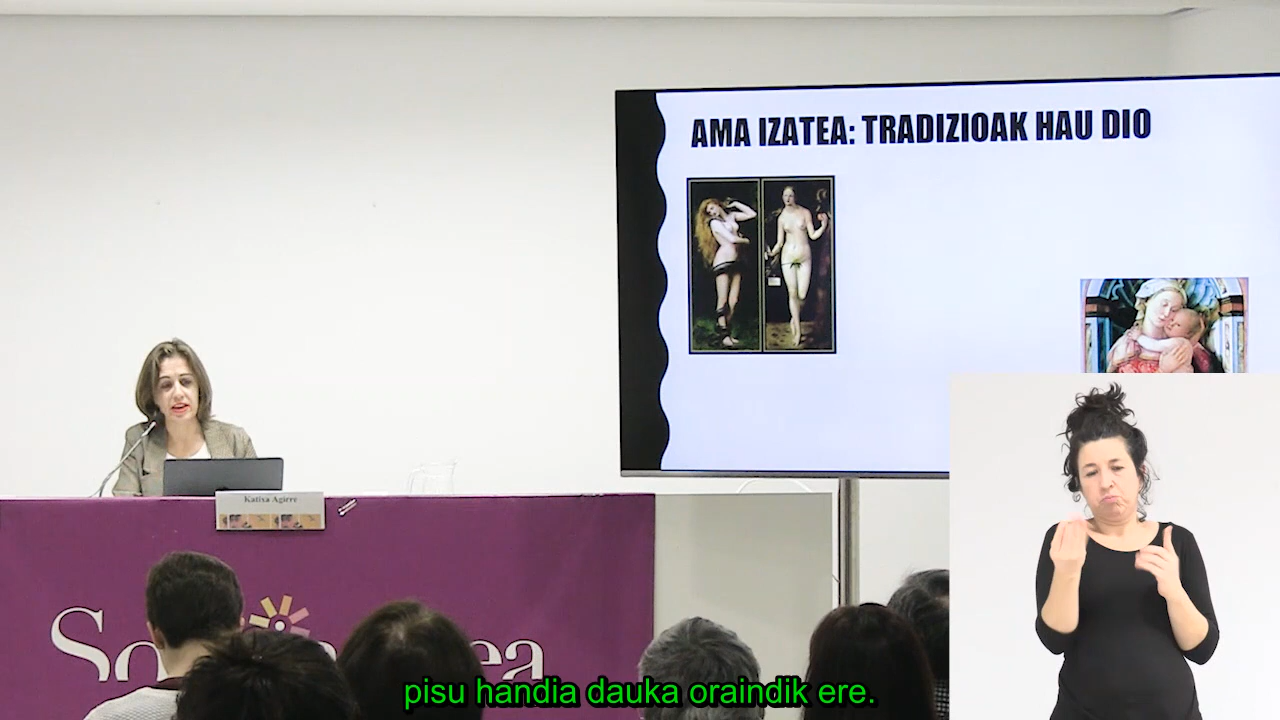 AMA IZATEA: TRADIZIOAK HAU DIO
Katixa Agirre
pisu handia dauka oraindik ere.